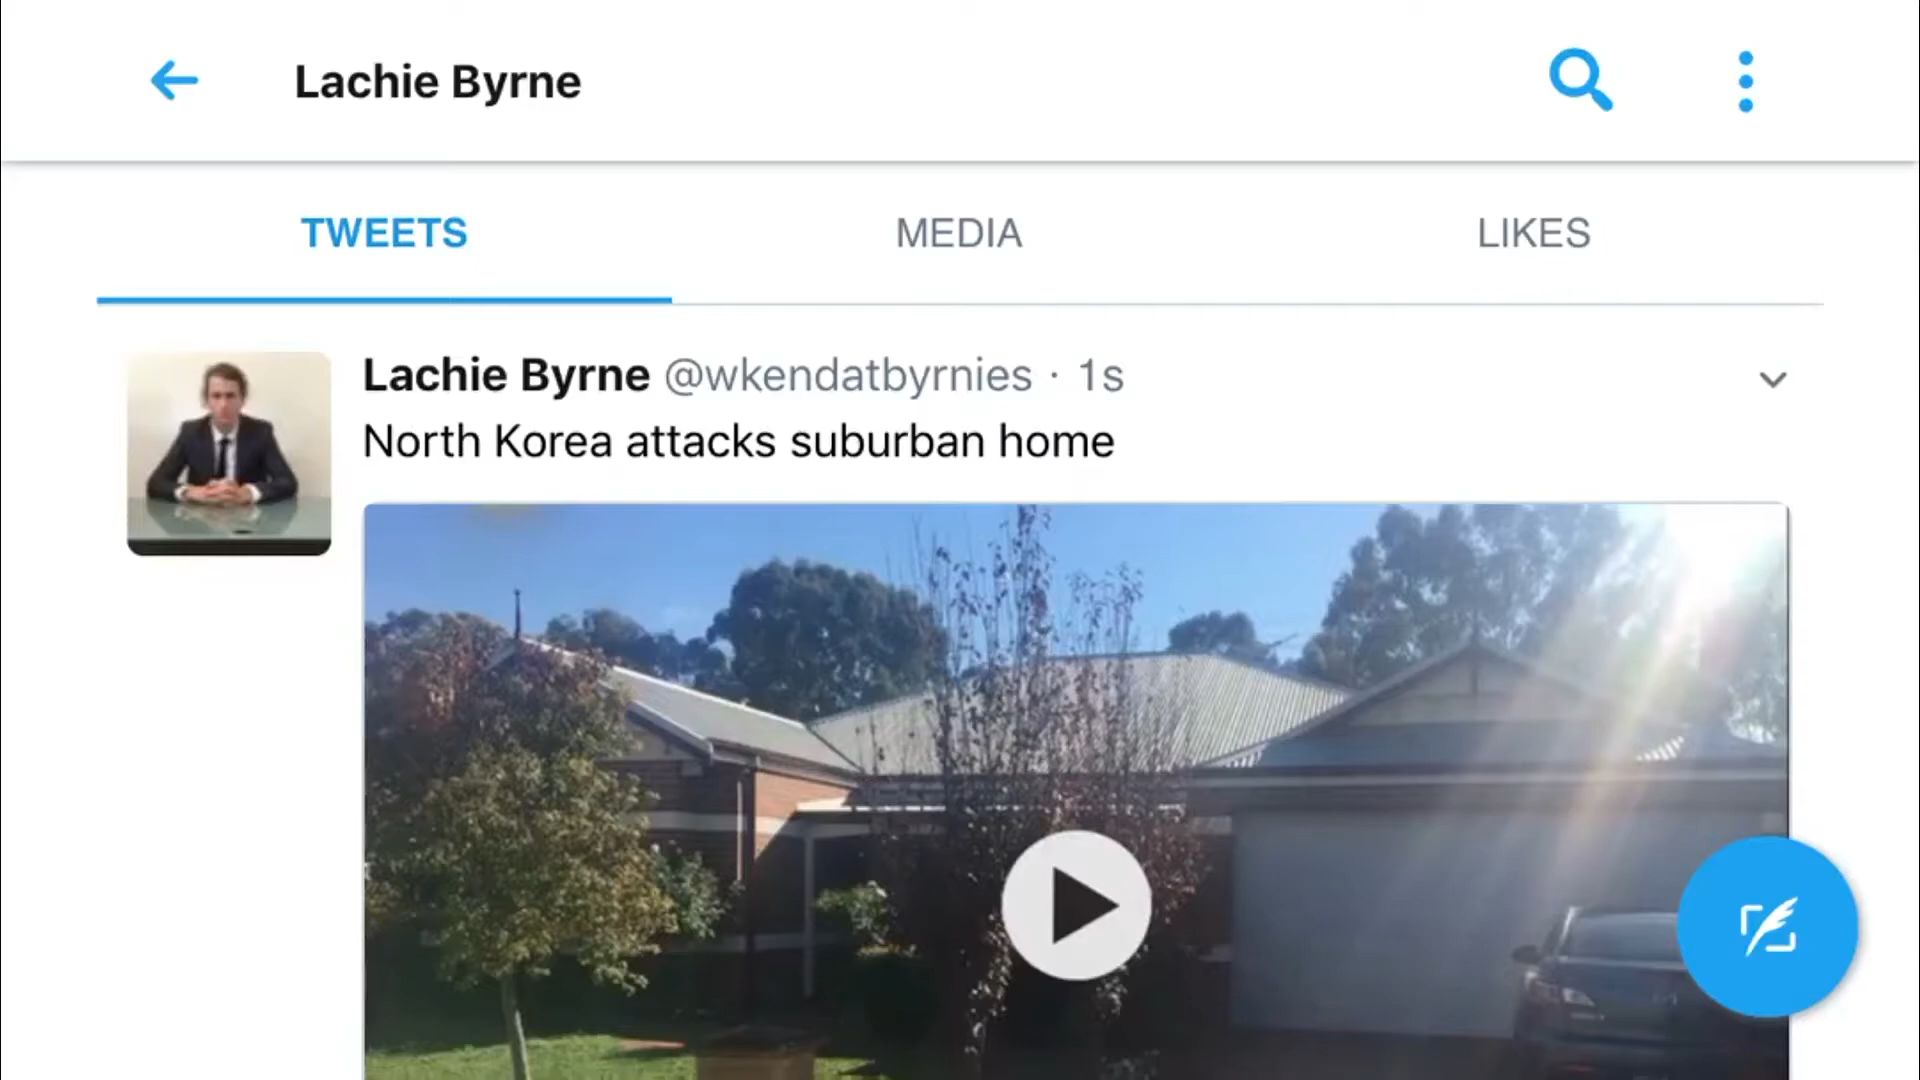 Lachie Byrne
TWEETS MEDIA LIKES
Lachie Byrne @wkendatbyrnies · 1s
North Korea attacks suburban home